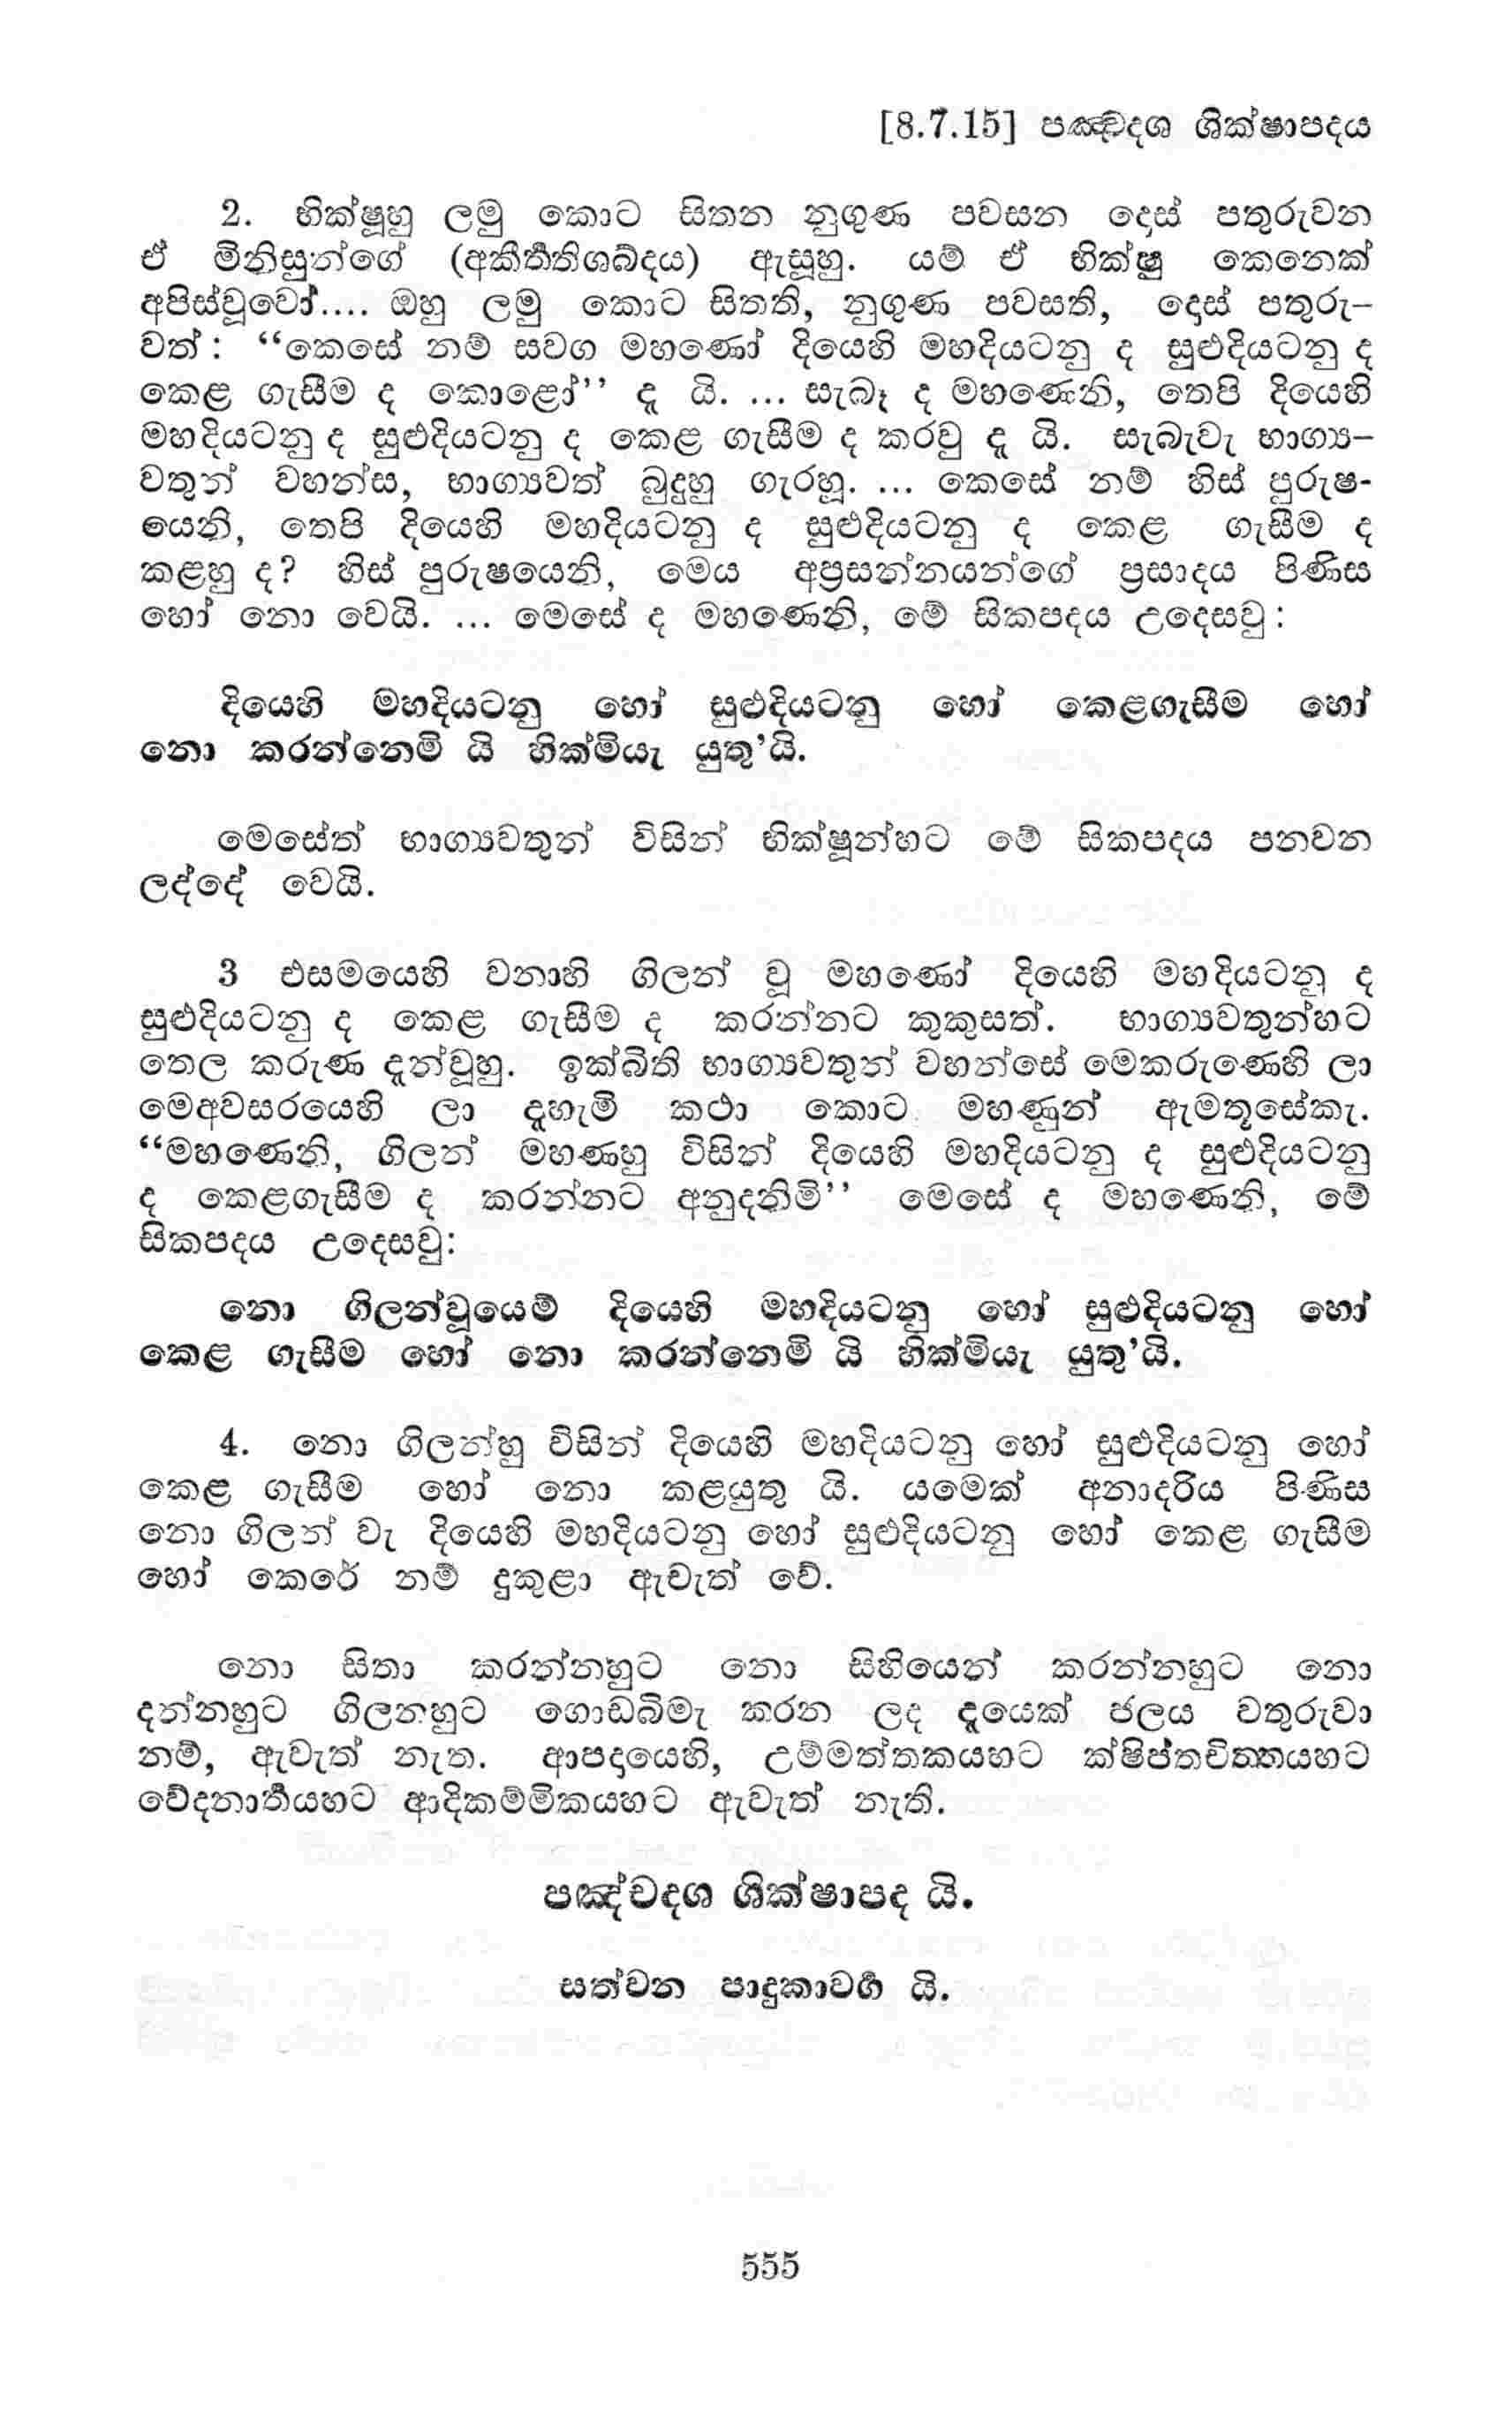 [8.7.15] පඤ්චදශ ශික්ෂාපදය
2. භික්ෂූහු ලමු කොට සිතන නුගුණ පවසන දොස් පතුරුවන
ඒ මිනිසුන්ගේ (අකීර්තිශබ්දය) ඇසූහු. යම් ඒ භික්ෂු කෙනෙක්
අපිස්වූවෝ.... ඔහු ලමු කොට සිතති, නුගුණ පවසති, දොස් පතුරු–
වත් : “කෙසේ නම් සවග මහණෝ දියෙහි මහදියටනු ද සුළුදියටනු ද
කෙළ ගැසීම ද කොළෝ” දැ යි. ... සැබෑ ද මහණෙනි, තෙපි දියෙහි
මහදියටනු ද සුළුදියටනු ද කෙළ ගැසීම ද කරවු දැ යි. සැබැවැ භාග්‍ය–
වතුන් වහන්ස, භාග්‍යවත් බුදුහු ගැරහූ. ... කෙසේ නම් හිස් පුරුෂ-
යෙනි, තෙපි දියෙහි මහදියටනු ද සුළුදියටනු ද කෙළ ගැසීම ද
කළහු ද? හිස් පුරුෂයෙනි, මෙය අප්‍රසන්නයන්ගේ ප්‍රසාදය පිණිස
හෝ නො වෙයි. ... මෙසේ ද මහණෙනි, මේ සිකපදය උදෙසවු :
දියෙහි මහදියටනු හෝ සුළුදියටනු හෝ කෙළගැසීම හෝ
නො කරන්නෙමි යි හික්මියැ යුතු’යි.
මෙසේත් භාග්‍යවතුන් විසින් භික්ෂූන්හට මේ සිකපදය පනවන
ලද්දේ වෙයි.
3 එසමයෙහි වනාහි ගිලන් වූ මහණෝ දියෙහි මහදියටනු ද
සුළුදියටනු ද කෙළ ගැසීම ද කරන්නට කුකුසත්. භාග්‍යවතුන්හට
තෙල කරුණ දැන්වූහු. ඉක්බිති භාග්‍යවතුන් වහන්සේ මෙකරුණෙහි ලා
මෙඅවසරයෙහි ලා දැහැමි කථා කොට මහණුන් ඇමතූසේකැ.
“මහණෙනි, ගිලන් මහණහු විසින් දියෙහි මහදියටනු ද සුළුදියටනු
ද කෙළගැසීම ද කරන්නට අනුදනිමි” මෙසේ ද මහණෙනි, මේ
සිකපදය උදෙසවු:
නො ගිලන්වූයෙම් දියෙහි මහදියටනු හෝ සුළුදියටනු හෝ
කෙළ ගැසීම හෝ නො කරන්නෙමි යි හික්මියැ යුතු’යි.
4. නො ගිලන්හු විසින් දියෙහි මහදියටනු හෝ සුළුදියටනු හෝ
කෙළ ගැසීම හෝ නො කළයුතු යි. යමෙක් අනාදරිය පිණිස
නො ගිලන් වැ දියෙහි මහදියටනු හෝ සුළුදියටනු හෝ කෙළ ගැසීම
හෝ කෙරේ නම් දුකුළා ඇවැත් වේ.
නො සිතා කරන්නහුට නො සිහියෙන් කරන්නහුට නො
දන්නහුට ගිලනහුට ගොඩබිමැ කරන ලද දැයෙක් ජලය වතුරුවා
නම්, ඇවැත් නැත. ආපදායෙහි, උම්මත්තකයහට ක්ෂිප්තචිත්තයහට
වේදනාර්තයහට ආදිකම්මිකයහට ඇවැත් නැති.
පඤ්චදශ ශික්ෂාපද යි.
සත්වන පාදුකාවර්ග යි.
555